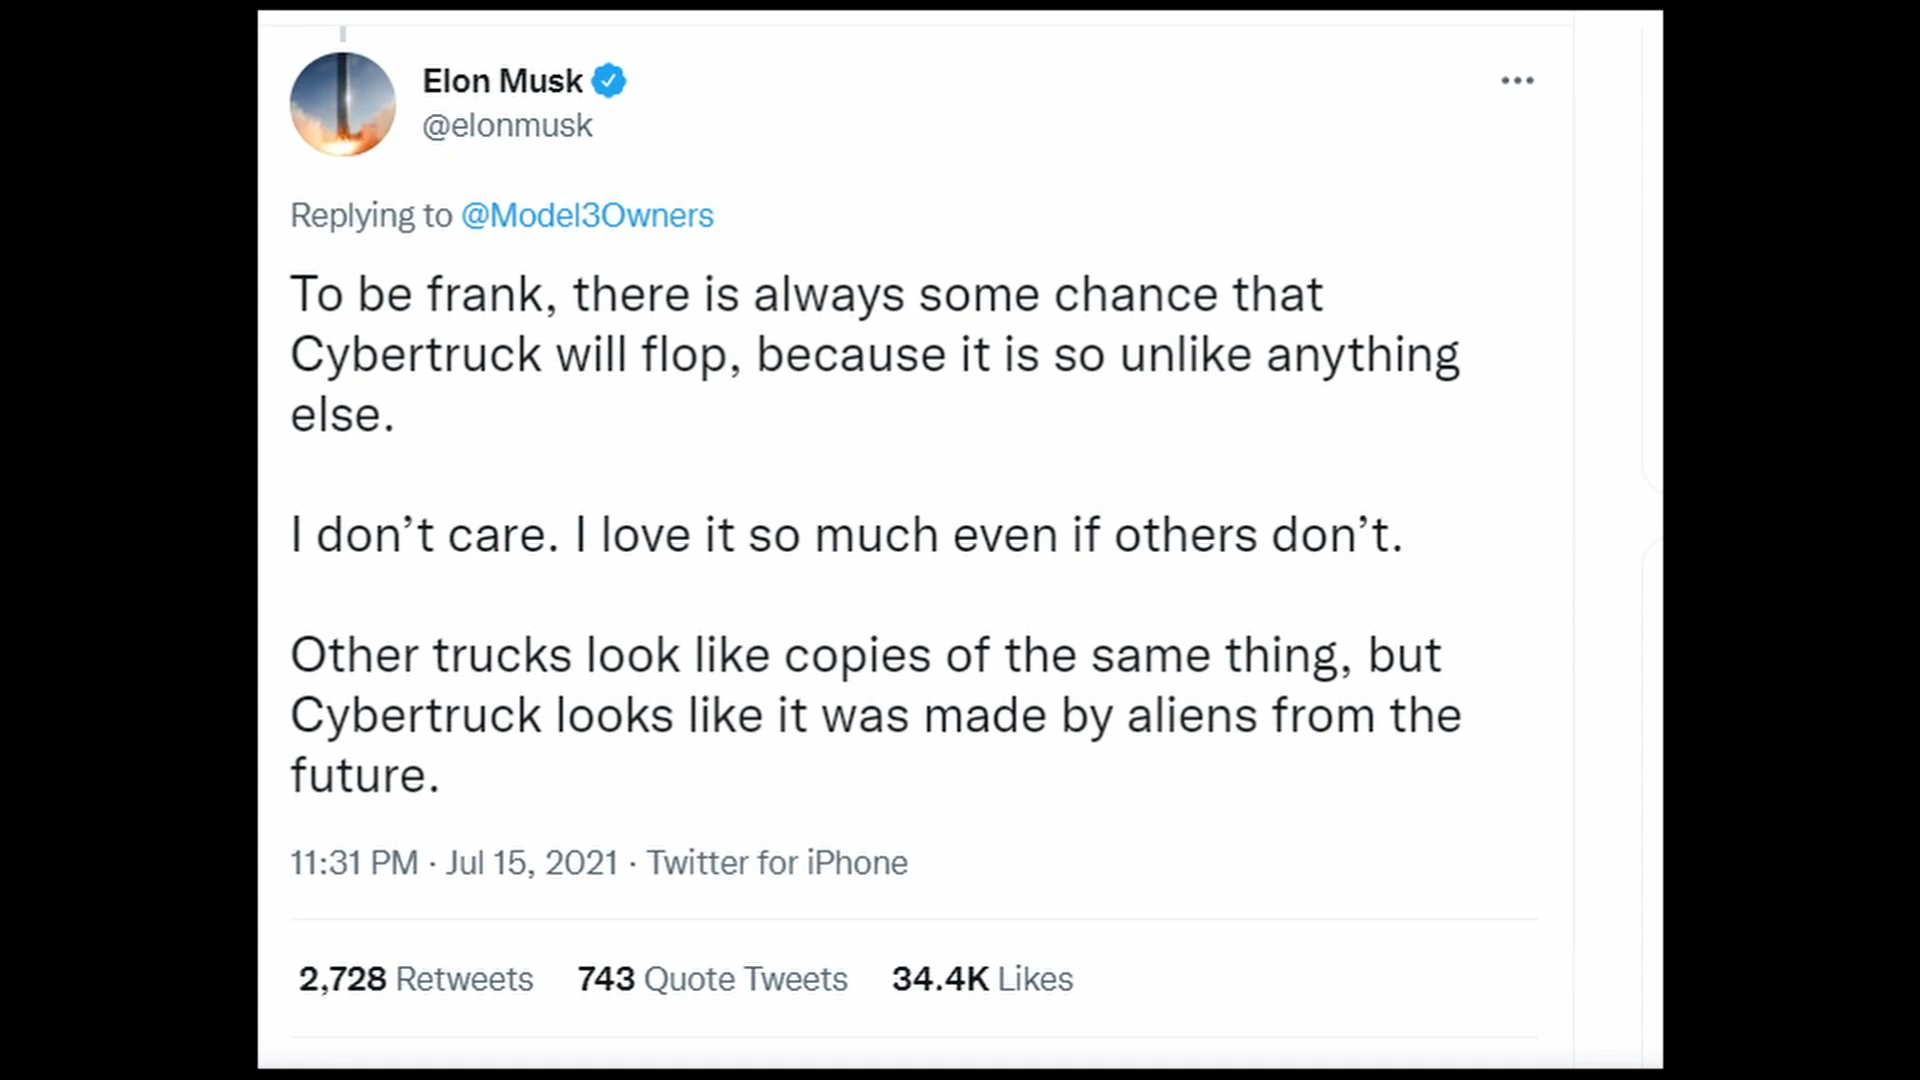 Elon Musk
@elonmusk
Replying to @Model3Owners
To be frank, there is always some chance that
Cybertruck will flop, because it is so unlike anything
else.
I don’t care. I love it so much even if others don’t.
Other trucks look like copies of the same thing, but
Cybertruck looks like it was made by aliens from the
future.
11:31 PM · Jul 15, 2021 · Twitter for iPhone
2,728 Retweets 743 Quote Tweets 34.4K Likes